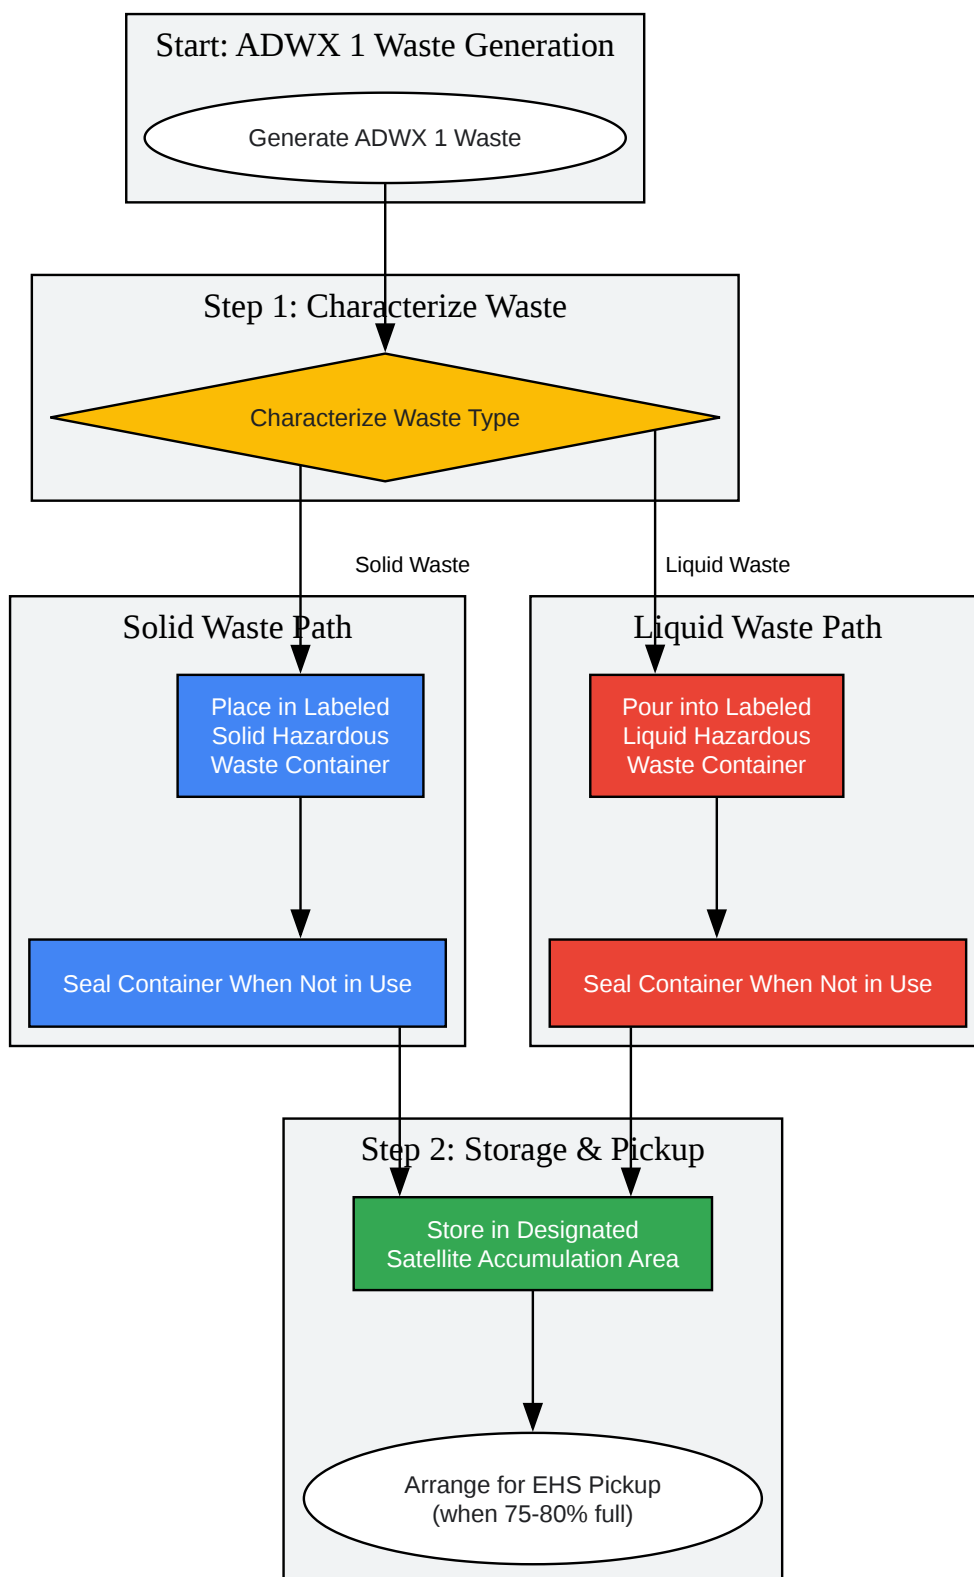 Start: ADWX 1 Waste Generation
Generate ADWX 1 Waste
Step 1: Characterize Waste
Characterize Waste Type
Solid Waste
Liquid Waste
Solid Waste Path
Place in Labeled
Solid Hazardous
Waste Container
Seal Container When Not in Use
Liquid Waste Path
Pour into Labeled
Liquid Hazardous
Waste Container
Seal Container When Not in Use
Step 2: Storage & Pickup
Store in Designated
Satellite Accumulation Area
Arrange for EHS Pickup
(when 75-80% full)